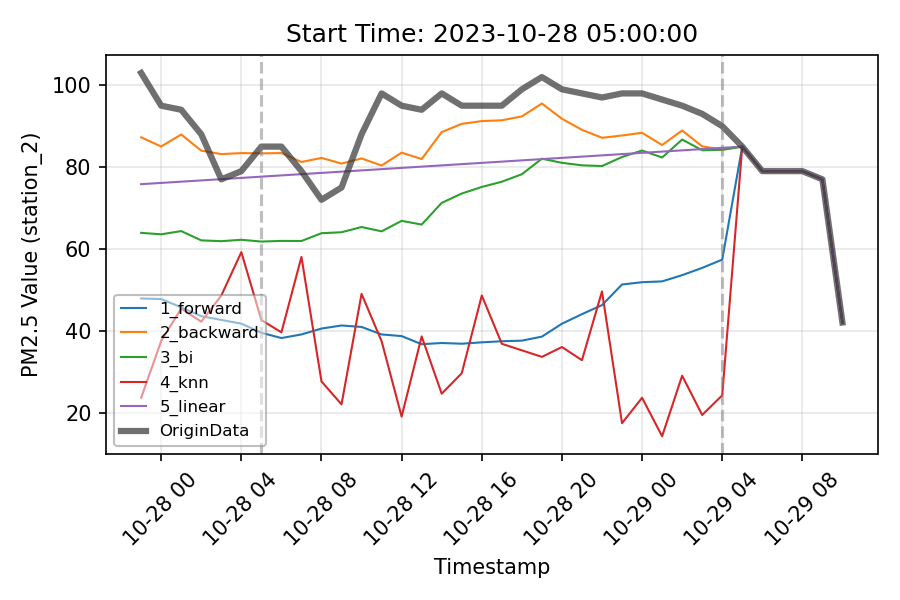 Start Time: 2023-10-28 05:00:00
PM2.5 Value (station_2)
100
80
60
40
20
1_forward
2_backward
3_bi
4_knn
5_linear
OriginData
10-28 00
10-28 04
10-28 08
10-28 12
10-28 16
10-28 20
10-29 00
10-29 04
10-29 08
Timestamp